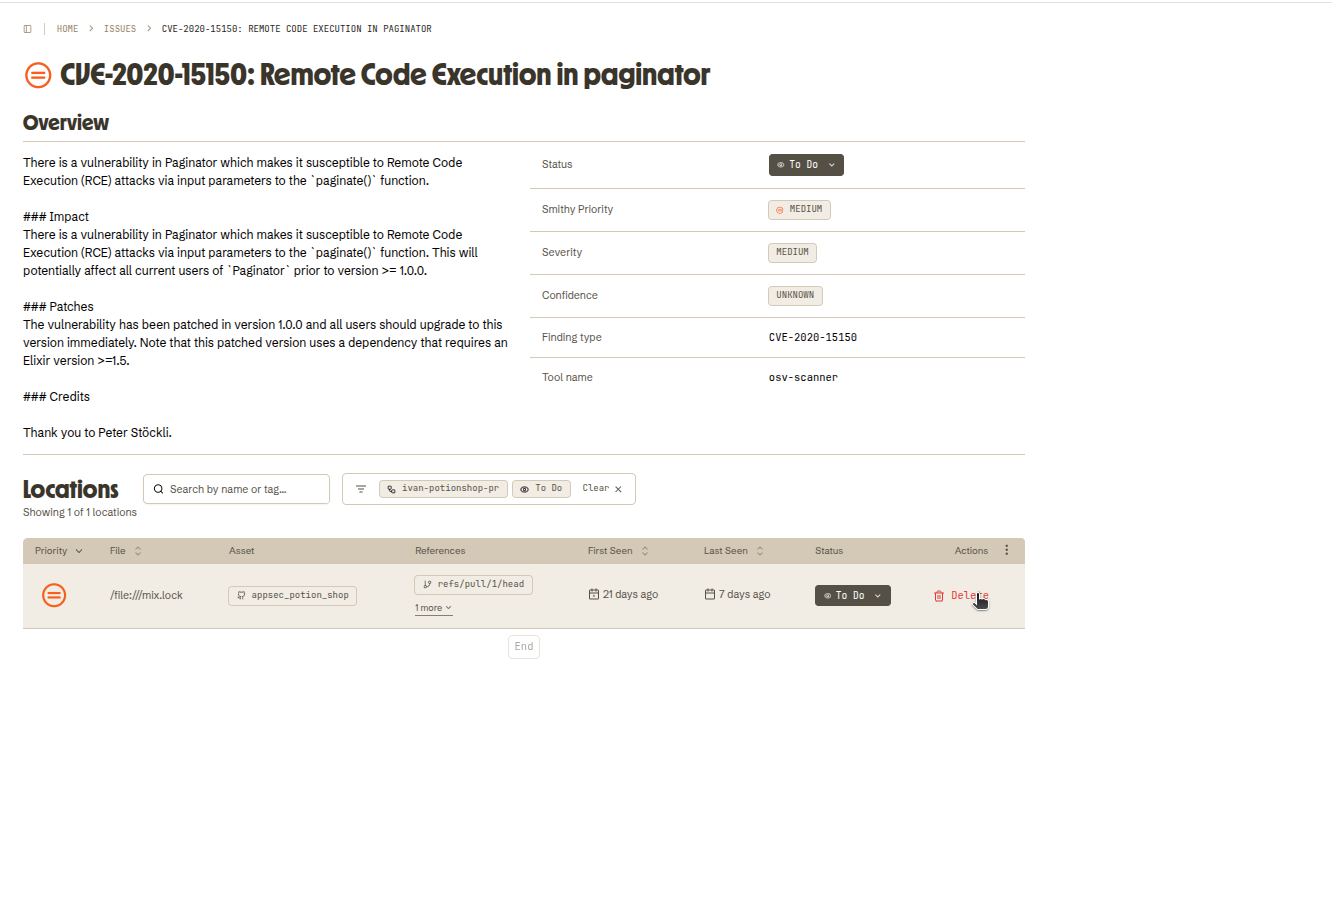 HOME > ISSUES > CVE-2020-15150: REMOTE CODE EXECUTION IN PAGINATOR
CVE-2020-15150: Remote Code Execution in paginator
Overview
There is a vulnerability in Paginator which makes it susceptible to Remote Code
Execution (RCE) attacks via input parameters to the `paginate()` function.
### Impact
There is a vulnerability in Paginator which makes it susceptible to Remote Code
Execution (RCE) attacks via input parameters to the `paginate()` function. This will
potentially affect all current users of `Paginator` prior to version >= 1.0.0.
### Patches
The vulnerability has been patched in version 1.0.0 and all users should upgrade to this
version immediately. Note that this patched version uses a dependency that requires an
Elixir version >=1.5.
### Credits
Thank you to Peter Stöckli.
Status To Do
Smithy Priority MEDIUM
Severity MEDIUM
Confidence UNKNOWN
Finding type CVE-2020-15150
Tool name osv-scanner
Locations
Showing 1 of 1 locations
Search by name or tag...
ivan-potionshop-pr To Do Clear
Priority File Asset References First Seen Last Seen Status Actions
/file:///mix.lock appsec_potion_shop refs/pull/1/head 21 days ago 7 days ago To Do Delete
1 more
End